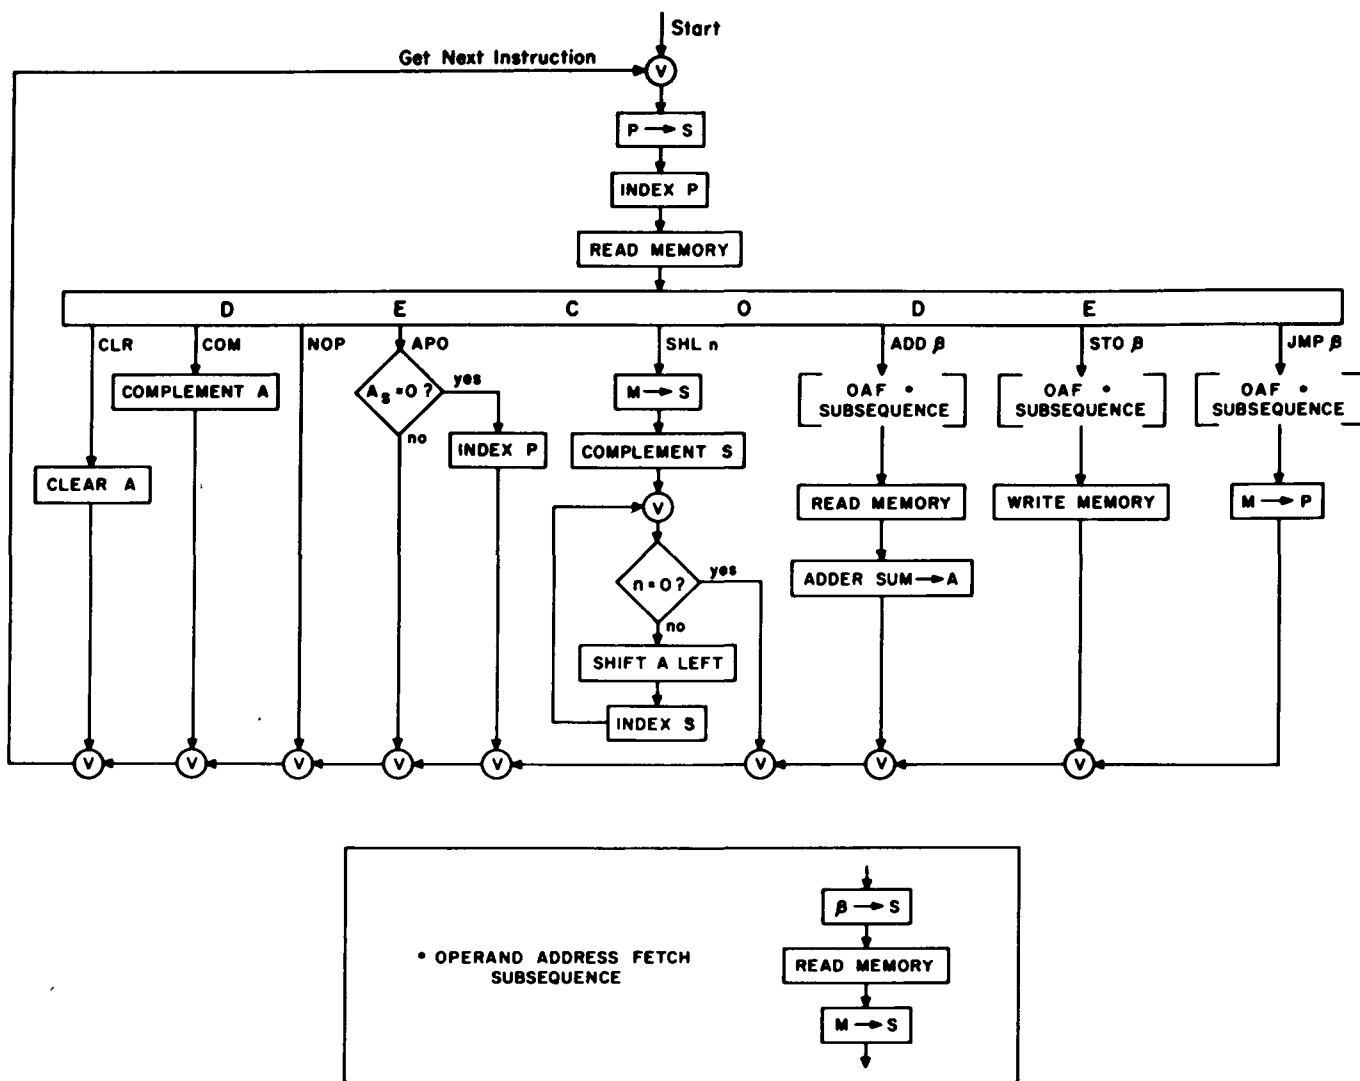 Start
Get Next Instruction
V
P → S
INDEX P
READ MEMORY
D E C O D E
CLR
COM
NOP
APO
SHL n
ADD β
STO β
JMP β
COMPLEMENT A
A_s = 0 ?
yes
no
INDEX P
CLEAR A
M → S
COMPLEMENT S
V
n = 0 ?
yes
no
SHIFT A LEFT
INDEX S
[OAF *
SUBSEQUENCE]
READ MEMORY
ADDER SUM → A
[OAF *
SUBSEQUENCE]
WRITE MEMORY
[OAF *
SUBSEQUENCE]
M → P
V V V V V V V V
* OPERAND ADDRESS FETCH
SUBSEQUENCE
β → S
READ MEMORY
M → S